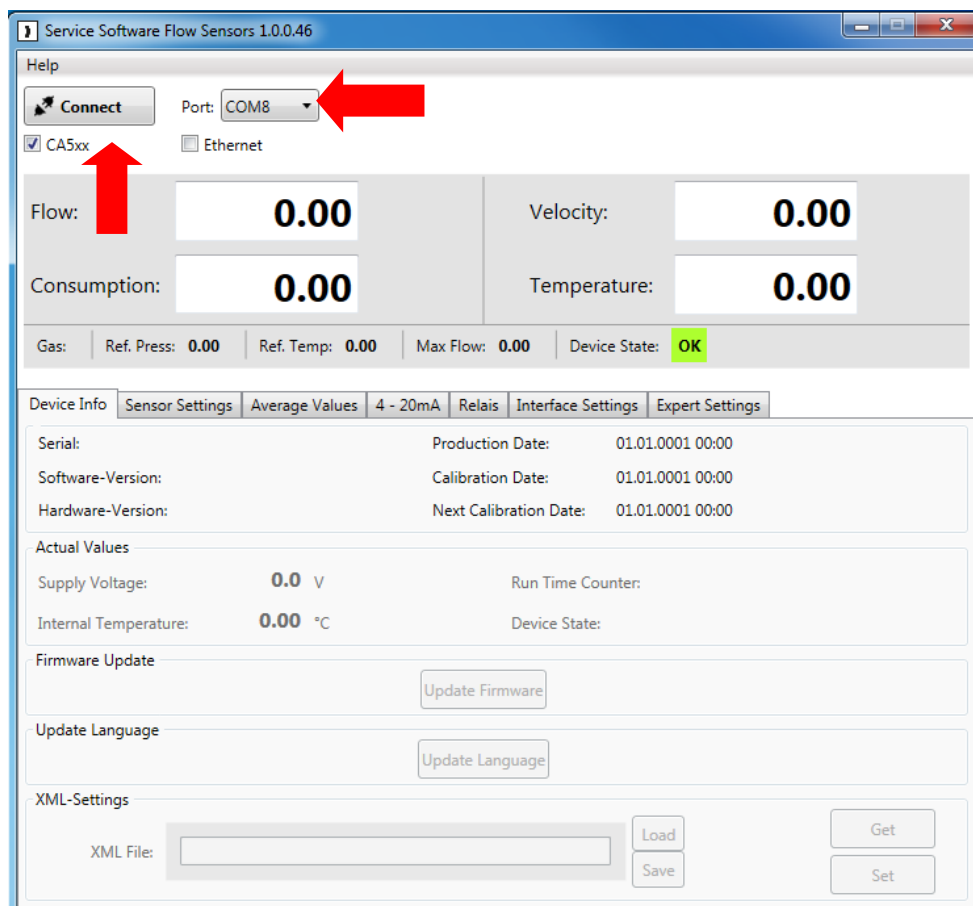 Service Software Flow Sensors 1.0.0.46
Help
Connect Port: COM8
CA5xx Ethernet
Flow: 0.00 Velocity: 0.00
Consumption: 0.00 Temperature: 0.00
Gas: Ref. Press: 0.00 Ref. Temp: 0.00 Max Flow: 0.00 Device State: OK
Device Info Sensor Settings Average Values 4 - 20mA Relais Interface Settings Expert Settings
Serial: Production Date: 01.01.0001 00:00
Software-Version: Calibration Date: 01.01.0001 00:00
Hardware-Version: Next Calibration Date: 01.01.0001 00:00
Actual Values
Supply Voltage: 0.0 V Run Time Counter:
Internal Temperature: 0.00 °C Device State:
Firmware Update
Update Firmware
Update Language
Update Language
XML-Settings
XML File: Load Get
Save Set